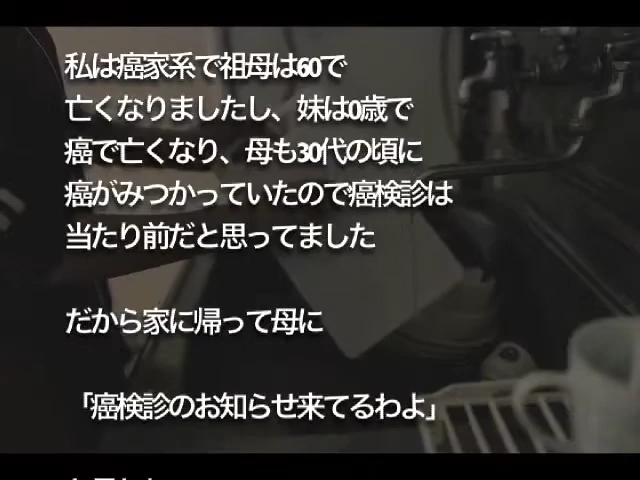 私は癌家系で祖母は60で
亡くなりましたし、妹は0歳で
癌で亡くなり、母も30代の頃に
癌がみつかっていたので癌検診は
当たり前だと思ってました
だから家に帰って母に
「癌検診のお知らせ来てるわよ」